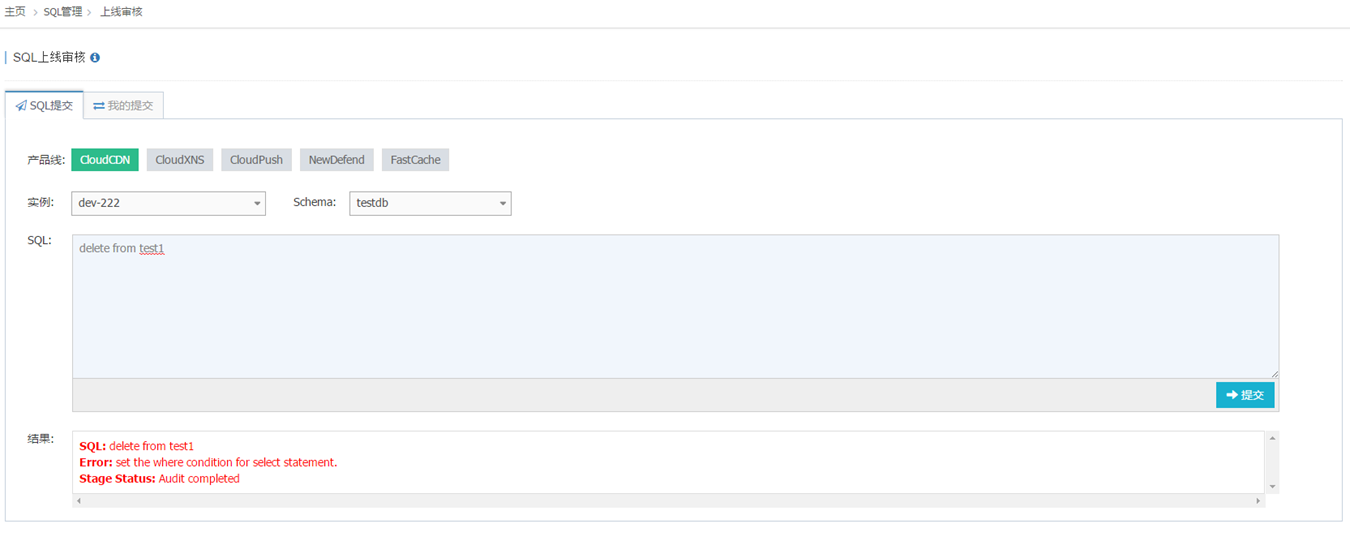 主页 > SQL管理 > 上线审核
SQL上线审核
SQL提交 我的提交
产品线: CloudCDN CloudXNS CloudPush NewDefend FastCache
实例: dev-222 Schema: testdb
SQL: delete from test1
提交
结果: SQL: delete from test1
Error: set the where condition for select statement.
Stage Status: Audit completed